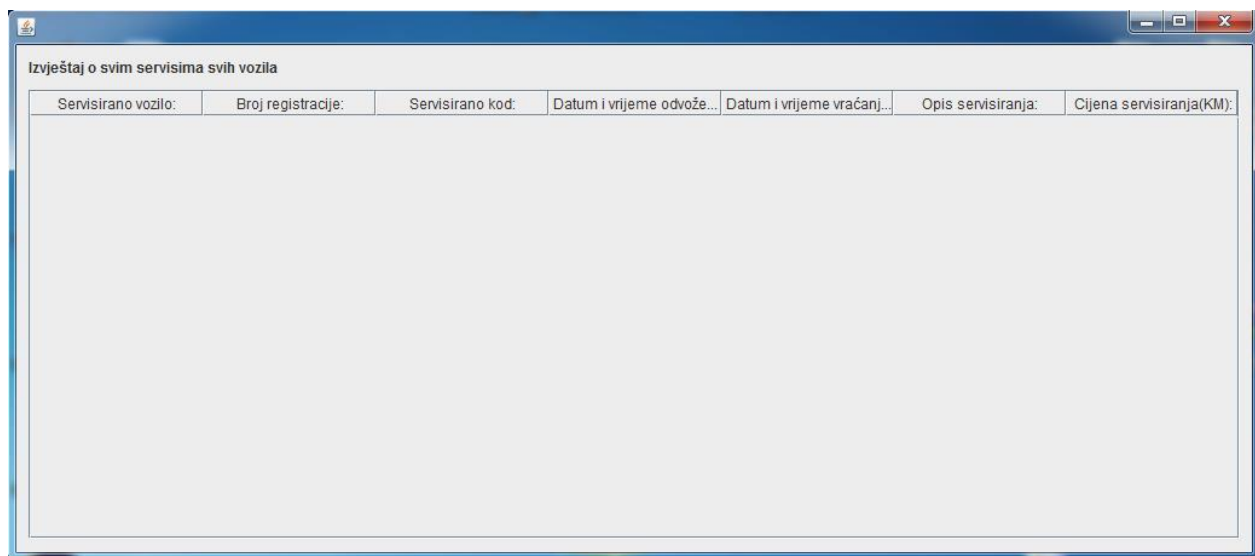 Izvještaj o svim servisima svih vozila
Servisirano vozilo: Broj registracije: Servisirano kod: Datum i vrijeme odvože... Datum i vrijeme vraćanj... Opis servisiranja: Cijena servisiranja(KM):